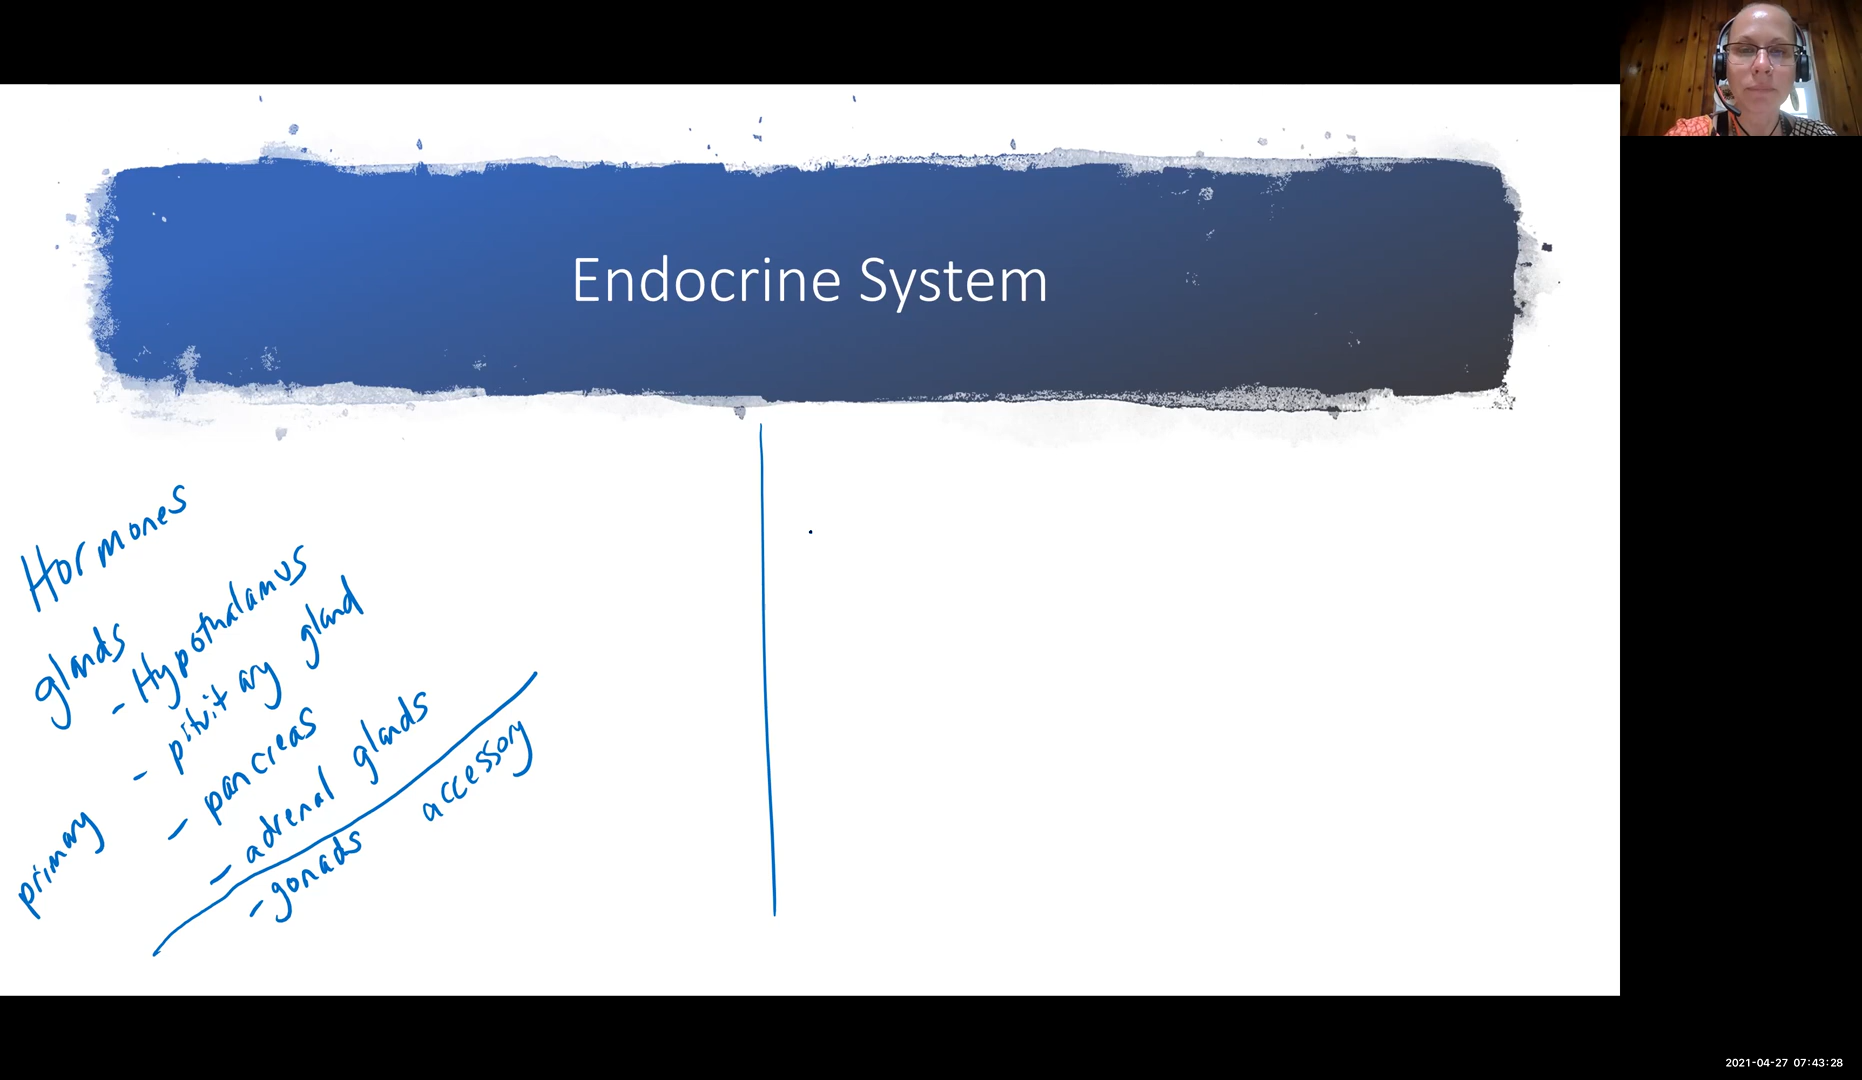 Endocrine System
Hormones
glands
- Hypothalamus
- pituitary gland
- pancreas
- adrenal glands
primary
accessory
- gonads
2021-04-27 07:43:28